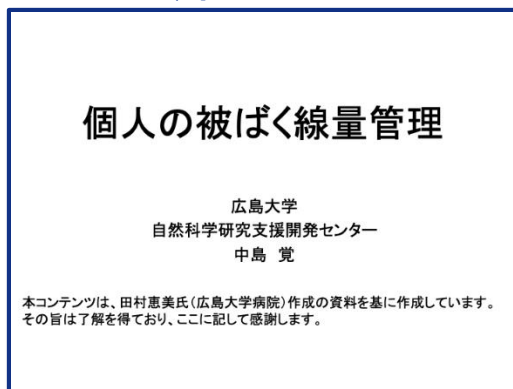 個人の被ばく線量管理
広島大学
自然科学研究支援開発センター
中島 覚
本コンテンツは、田村恵美氏(広島大学病院)作成の資料を基に作成しています。
その旨は了解を得ており、ここに記して感謝します。